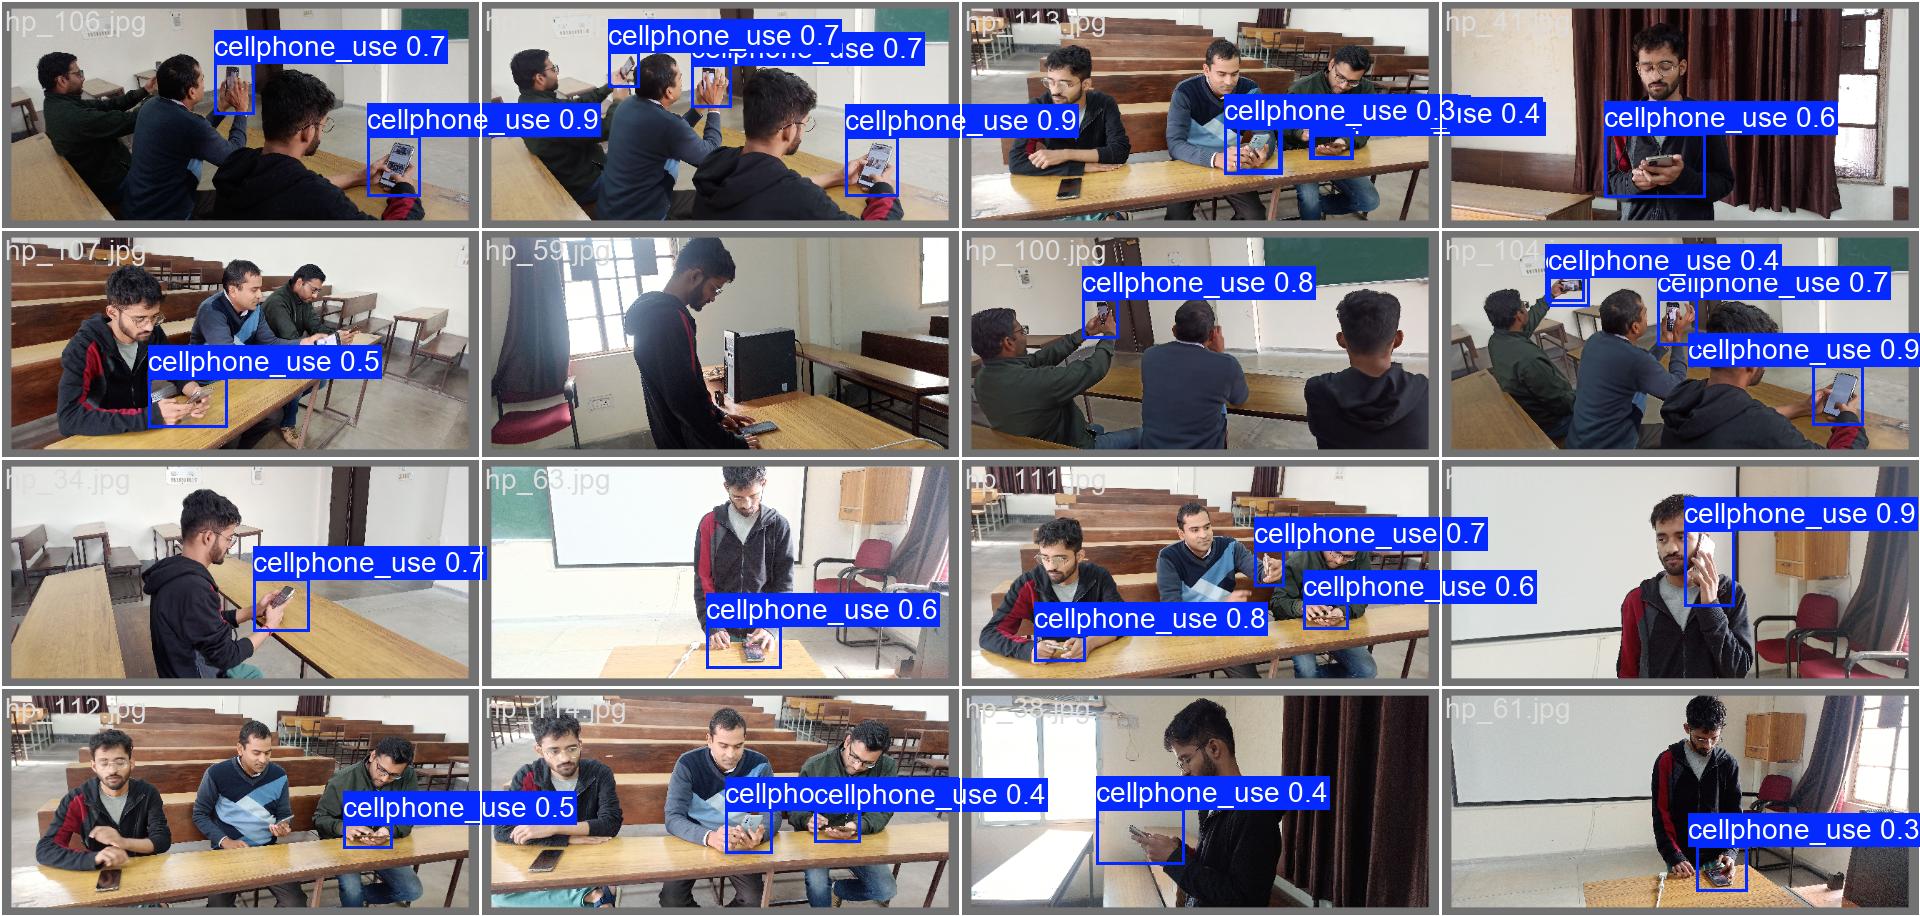 hp_106.jpg
cellphone_use 0.7
cellphone_use 0.9
cellphone_use 0.7
use 0.7
cellphone_use 0.9
hp_113.jpg
cellphone_use 0.3
use 0.4
hp_41.jpg
cellphone_use 0.6
hp_107.jpg
cellphone_use 0.5
hp_59.jpg
hp_100.jpg
cellphone_use 0.8
hp_104
cellphone_use 0.4
cellphone_use 0.7
cellphone_use 0.9
hp_34.jpg
cellphone_use 0.7
hp_63.jpg
cellphone_use 0.6
hp_111.jpg
cellphone_use 0.7
cellphone_use 0.6
cellphone_use 0.8
cellphone_use 0.9
hp_112.jpg
cellphone_use 0.5
hp_114.jpg
cellpho
cellphone_use 0.4
hp_38.jpg
cellphone_use 0.4
hp_61.jpg
cellphone_use 0.3